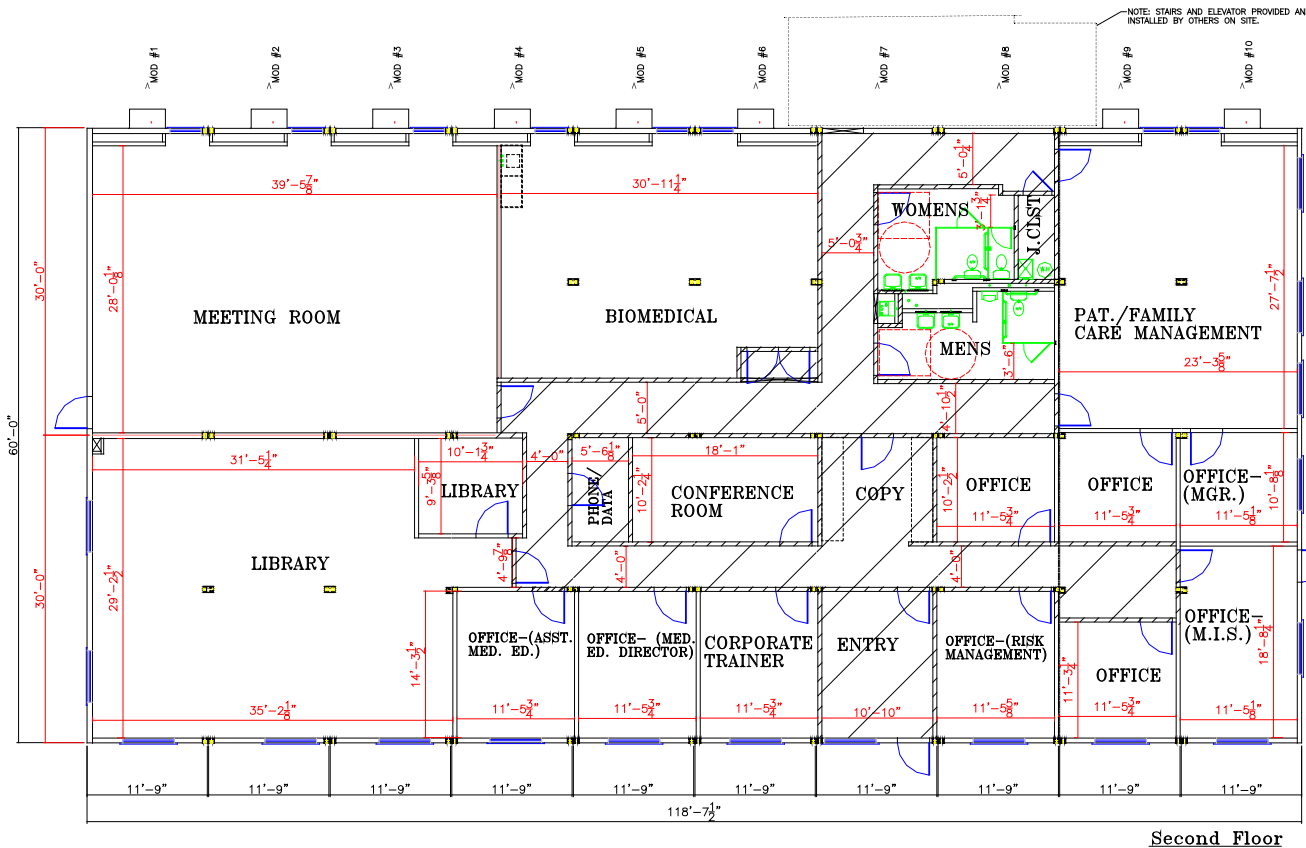 NOTE: STAIRS AND ELEVATOR PROVIDED AN
INSTALLED BY OTHERS ON SITE.
>MOD #1
>MOD #2
>MOD #3
>MOD #4
>MOD #5
>MOD #6
>MOD #7
>MOD #8
>MOD #9
>MOD #10
60'-0"
30'-0"
30'-0"
39'-5 7/8"
28'-0 1/8"
MEETING ROOM
30'-11 1/4"
BIOMEDICAL
5'-0 1/4"
5'-0 3/4"
WOMENS
3'-1 3/4"
J.CLST
W.H
MENS
3'-6"
27'-7 1/2"
PAT./FAMILY
CARE MANAGEMENT
23'-3 5/8"
5'-0"
4'-10 1/2"
31'-5 1/4"
10'-1 3/4"
4'-0"
5'-6 1/8"
18'-1"
9'-3 5/8"
LIBRARY
PHONE/
DATA
10'-2 1/4"
CONFERENCE
ROOM
COPY
10'-2 1/2"
OFFICE
11'-5 3/4"
OFFICE
11'-5 3/4"
OFFICE-
(MGR.)
10'-8 1/8"
11'-5 1/8"
LIBRARY
29'-2 1/2"
4'-9 7/8"
4'-0"
4'-0"
14'-3 1/2"
35'-2 1/8"
OFFICE-(ASST.
MED. ED.)
11'-5 3/4"
OFFICE- (MED.
ED. DIRECTOR)
11'-5 3/4"
CORPORATE
TRAINER
11'-5 3/4"
ENTRY
10'-10"
OFFICE-(RISK
MANAGEMENT)
11'-5 5/8"
11'-3 1/4"
OFFICE
11'-5 3/4"
OFFICE-
(M.I.S.)
18'-8 1/4"
11'-5 1/8"
11'-9"
11'-9"
11'-9"
11'-9"
11'-9"
11'-9"
11'-9"
11'-9"
11'-9"
11'-9"
118'-7 1/2"
Second Floor